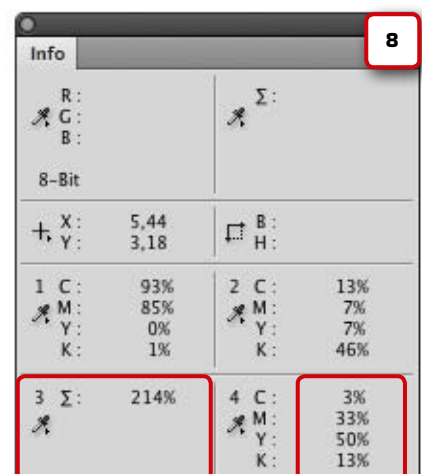 8
Info
R :
G :
B :
Σ :
8-Bit
X : 5,44
Y : 3,18
B :
H :
1 C : 93%
M : 85%
Y : 0%
K : 1%
2 C : 13%
M : 7%
Y : 7%
K : 46%
3 Σ : 214%
4 C : 3%
M : 33%
Y : 50%
K : 13%